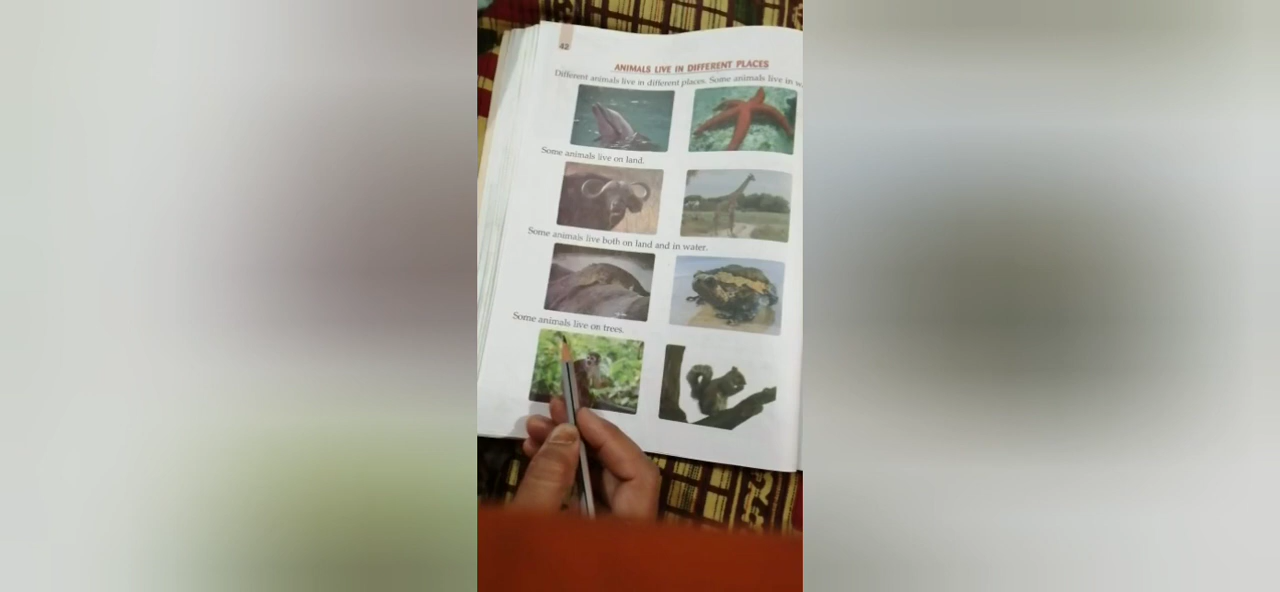 42
ANIMALS LIVE IN DIFFERENT PLACES
Different animals live in different places. Some animals live in
Some animals live on land.
Some animals live both on land and in water.
Some animals live on trees.